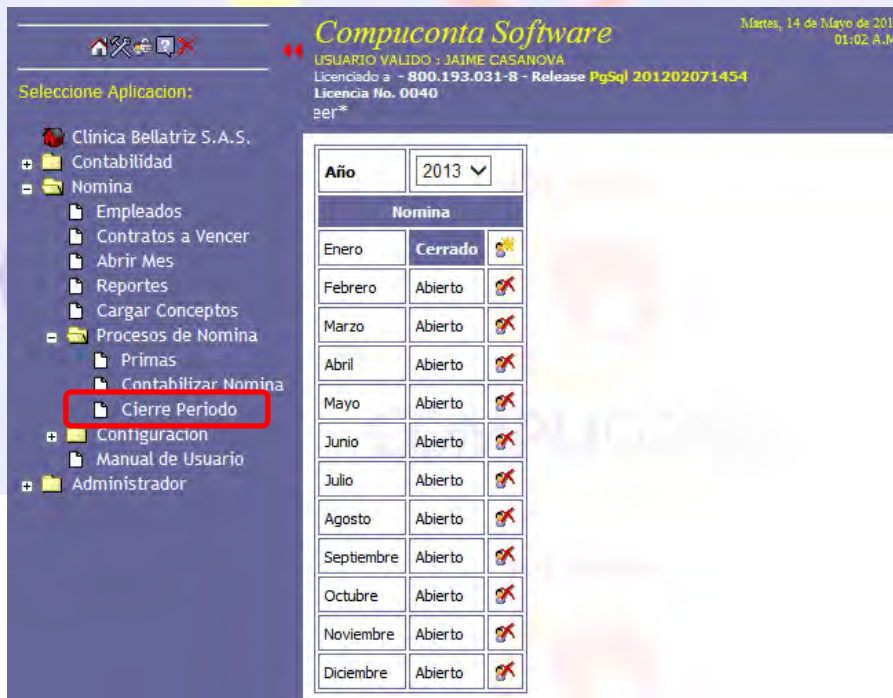 Compuconta Software
Martes, 14 de Mayo de 201
01:02 A.M
USUARIO VALIDO : JAIME CASANOVA
Licenciado a - 800.193.031-8 - Release PgSql 201202071454
Licencia No. 0040
eer*
Seleccione Aplicacion:
Clinica Bellatriz S.A.S.
Contabilidad
Nomina
Empleados
Contratos a Vencer
Abrir Mes
Reportes
Cargar Conceptos
Procesos de Nomina
Primas
Contabilizar Nomina
Cierre Periodo
Configuracion
Manual de Usuario
Administrador
Año 2013
Nomina
Enero Cerrado
Febrero Abierto
Marzo Abierto
Abril Abierto
Mayo Abierto
Junio Abierto
Julio Abierto
Agosto Abierto
Septiembre Abierto
Octubre Abierto
Noviembre Abierto
Diciembre Abierto